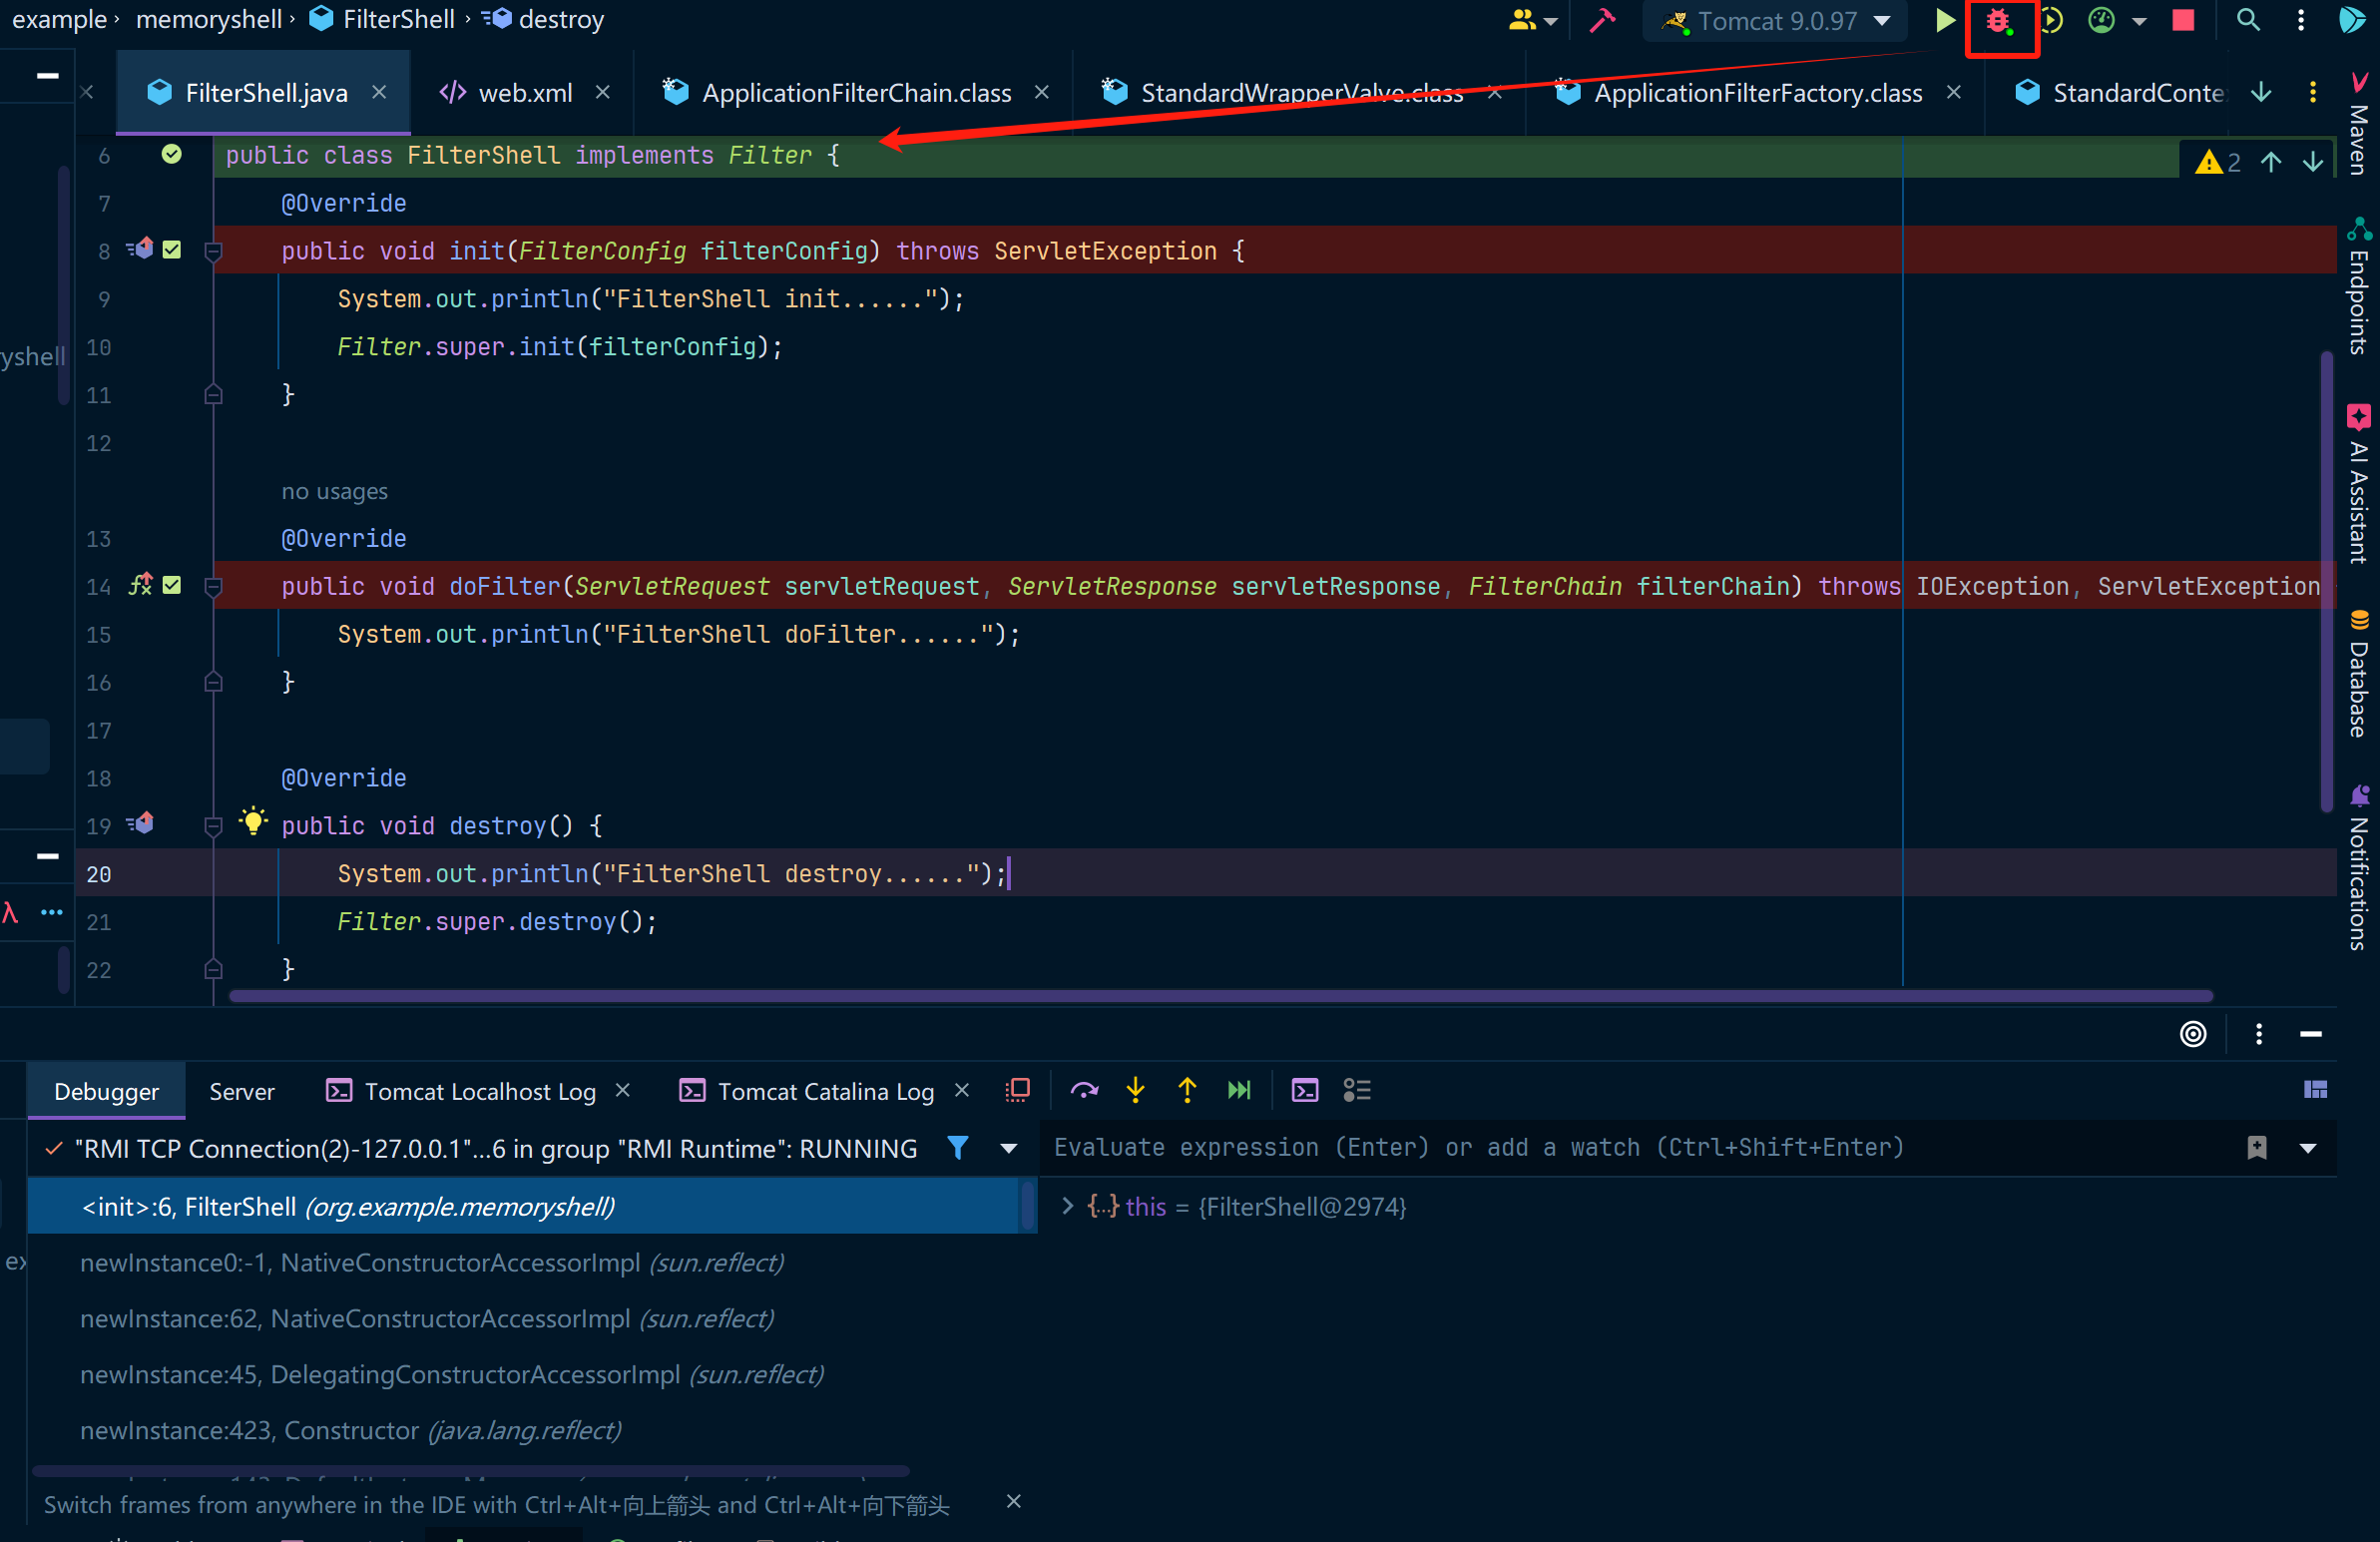 example › memoryshell › FilterShell › destroy
Tomcat 9.0.97
FilterShell.java
web.xml
ApplicationFilterChain.class
StandardWrapperValve.class
ApplicationFilterFactory.class
StandardConte
6 public class FilterShell implements Filter {
2
7 @Override
8 public void init(FilterConfig filterConfig) throws ServletException {
9 System.out.println("FilterShell init......");
10 Filter.super.init(filterConfig);
11 }
12
no usages
13 @Override
14 public void doFilter(ServletRequest servletRequest, ServletResponse servletResponse, FilterChain filterChain) throws IOException, ServletException
15 System.out.println("FilterShell doFilter......");
16 }
17
18 @Override
19 public void destroy() {
20 System.out.println("FilterShell destroy......");
21 Filter.super.destroy();
22 }
yshell
Maven
Endpoints
AI Assistant
Database
Notifications
Debugger
Server
Tomcat Localhost Log
Tomcat Catalina Log
"RMI TCP Connection(2)-127.0.0.1"...6 in group "RMI Runtime": RUNNING
Evaluate expression (Enter) or add a watch (Ctrl+Shift+Enter)
<init>:6, FilterShell (org.example.memoryshell)
this = {FilterShell@2974}
ex
newInstance0:-1, NativeConstructorAccessorImpl (sun.reflect)
newInstance:62, NativeConstructorAccessorImpl (sun.reflect)
newInstance:45, DelegatingConstructorAccessorImpl (sun.reflect)
newInstance:423, Constructor (java.lang.reflect)
Switch frames from anywhere in the IDE with Ctrl+Alt+向上箭头 and Ctrl+Alt+向下箭头